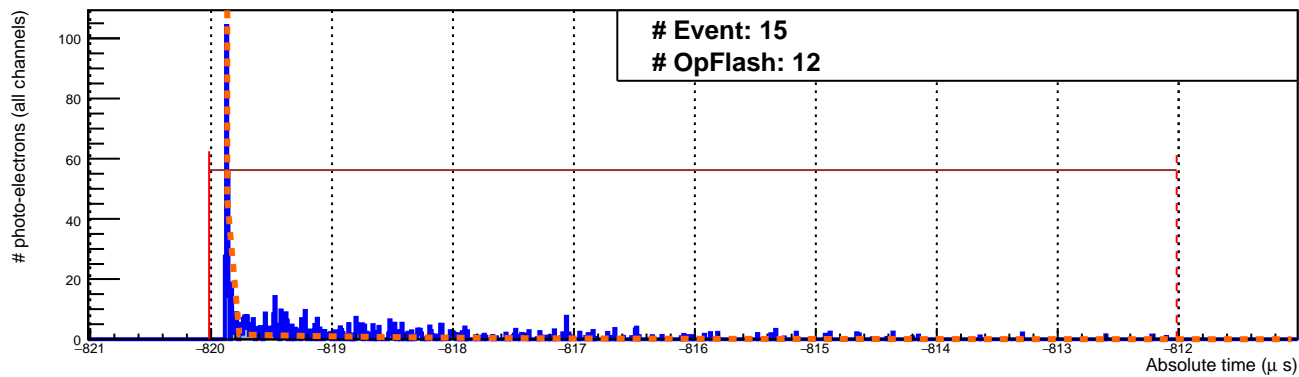 # Event: 15
# OpFlash: 12
# photo-electrons (all channels)
100
80
60
40
20
0
−821 −820 −819 −818 −817 −816 −815 −814 −813 −812
Absolute time (μ s)